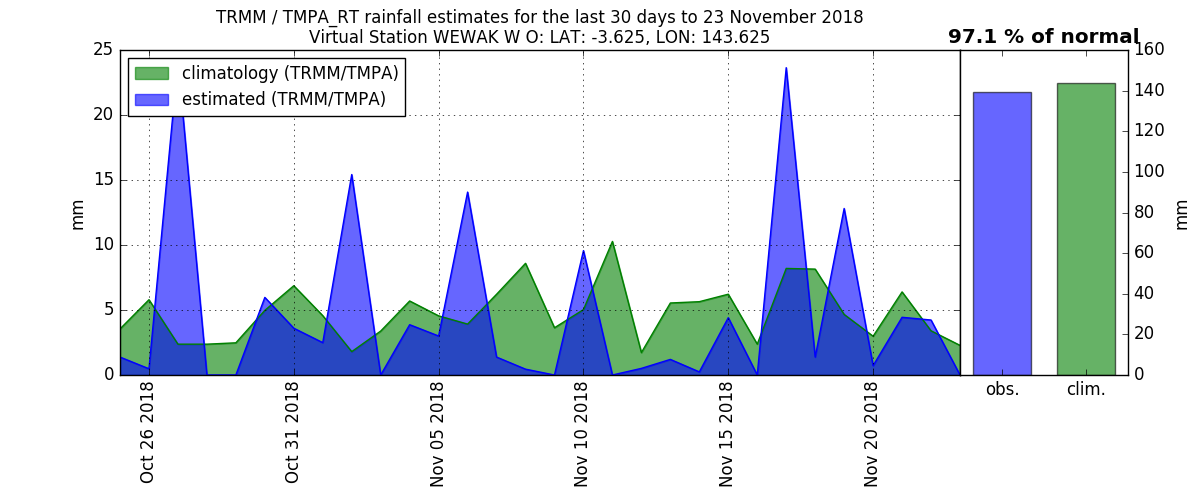 TRMM / TMPA_RT rainfall estimates for the last 30 days to 23 November 2018
Virtual Station WEWAK W O: LAT: -3.625, LON: 143.625
97.1 % of normal
climatology (TRMM/TMPA)
estimated (TRMM/TMPA)
25
20
15
10
5
0
mm
Oct 26 2018
Oct 31 2018
Nov 05 2018
Nov 10 2018
Nov 15 2018
Nov 20 2018
obs.
clim.
160
140
120
100
80
60
40
20
0
mm